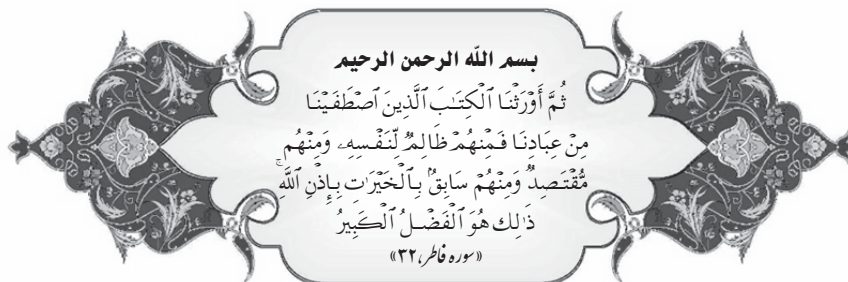 بسم الله الرحمن الرحيم
ثُمَّ أَوْرَثْنَا ٱلْكِتَـٰبَ ٱلَّذِينَ ٱصْطَفَيْنَا
مِنْ عِبَادِنَا فَمِنْهُمْ ظَالِمٌ لِّنَفْسِهِۦ وَمِنْهُم
مُّقْتَصِدٌ وَمِنْهُمْ سَابِقٌۢ بِٱلْخَيْرَٰتِ بِإِذْنِ ٱللَّهِ ۚ
ذَٰلِكَ هُوَ ٱلْفَضْلُ ٱلْكَبِيرُ
«سوره فاطر، ۳۲»